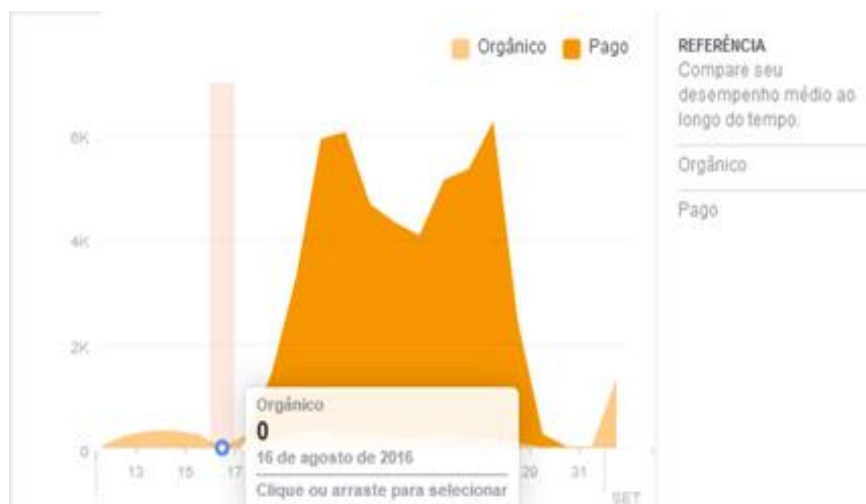 Orgânico Pago
REFERÊNCIA
Compare seu
desempenho médio ao
longo do tempo.
Orgânico
Pago
6K
4K
2K
0
13 15 17 29 31
SET
Orgânico
0
16 de agosto de 2016
Clique ou arraste para selecionar